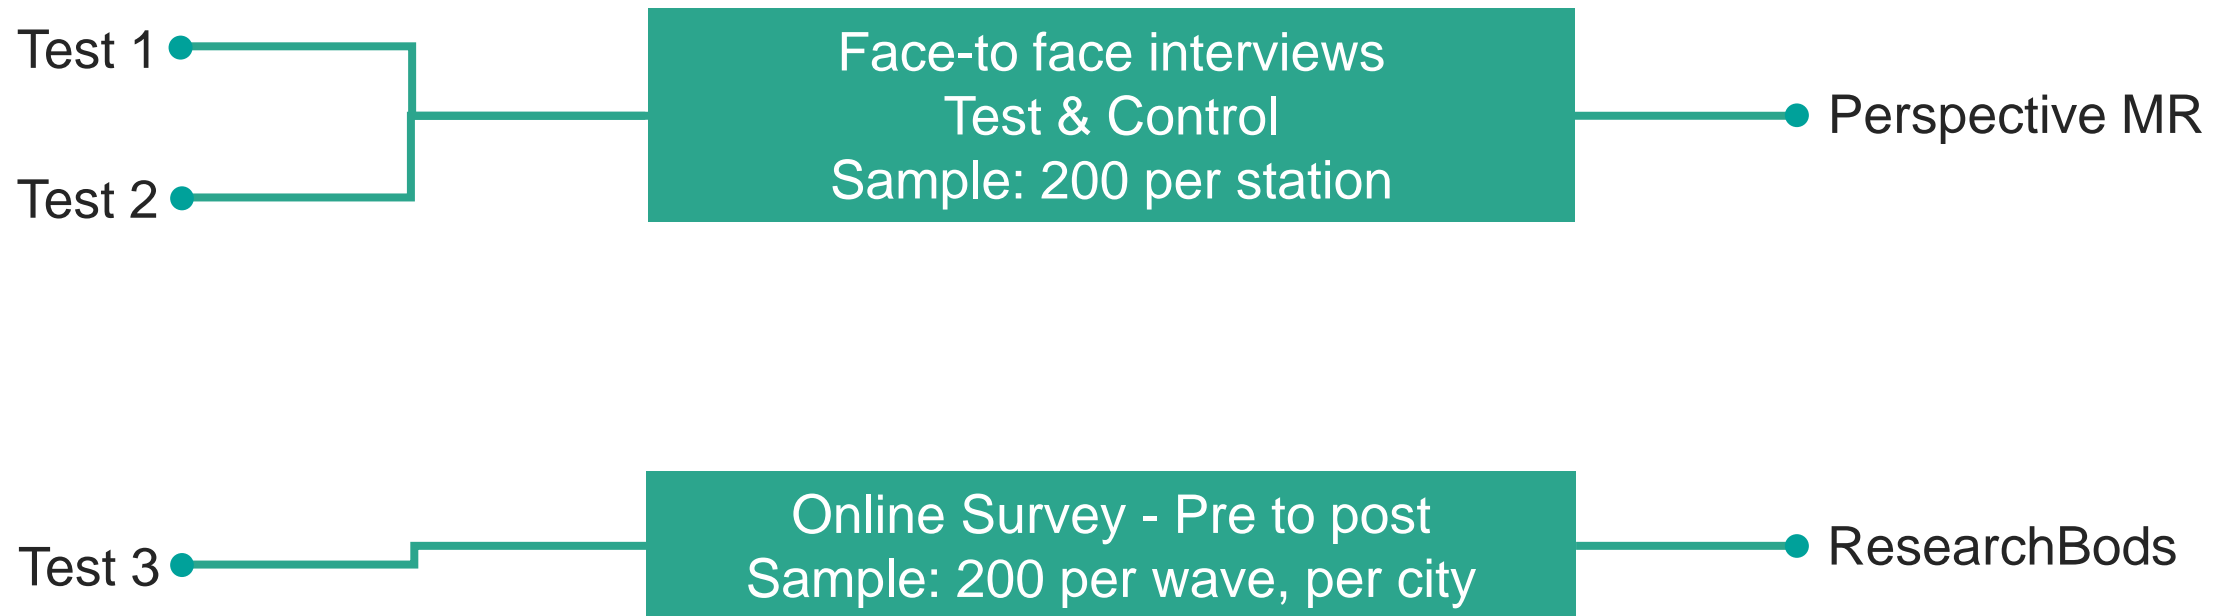 Test 1
Face-to face interviews
Test & Control
Sample: 200 per station
Perspective MR
Test 2
Online Survey - Pre to post
Sample: 200 per wave, per city
Test 3
ResearchBods